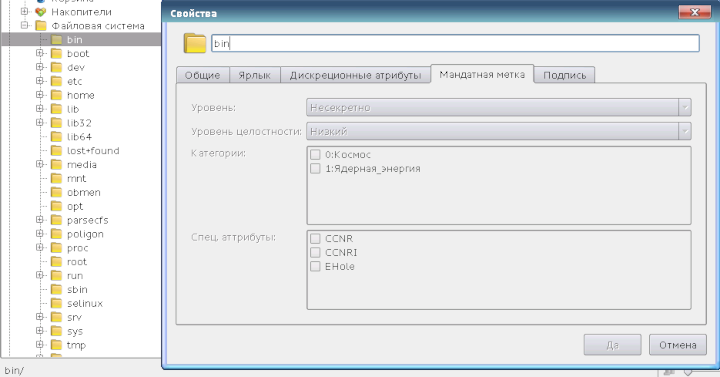 Корзина
Накопители
Файловая система
bin
boot
dev
etc
home
lib
lib32
lib64
lost+found
media
mnt
obmen
opt
parsecfs
poligon
proc
root
run
sbin
selinux
srv
sys
tmp
bin/
Свойства
bin
Общие Ярлык Дискреционные атрибуты Мандатная метка Подпись
Уровень: Несекретно
Уровень целостности: Низкий
Категории: 0:Космос
1:Ядерная_энергия
Спец. аттрибуты: CCNR
CCNRI
EHole
Да Отмена